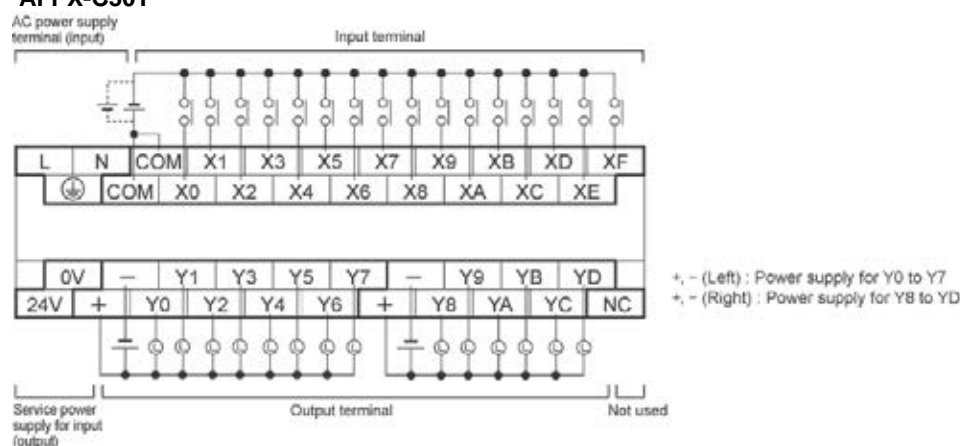 AC power supply
terminal (input)
Input terminal
L N COM X1 X3 X5 X7 X9 XB XD XF
COM X0 X2 X4 X6 X8 XA XC XE
0V − Y1 Y3 Y5 Y7 − Y9 YB YD
24V + Y0 Y2 Y4 Y6 + Y8 YA YC NC
+, − (Left) : Power supply for Y0 to Y7
+, − (Right) : Power supply for Y8 to YD
L L L L L L L L L L L L L L
Service power
supply for input
(output)
Output terminal
Not used